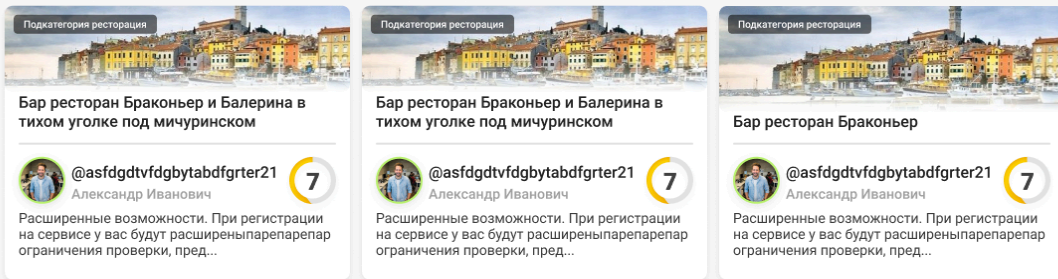 Подкатегория ресторация
Бар ресторан Браконьер и Балерина в
тихом уголке под мичуринском
@asfdgdtvfdgbytabdfgrter21
Александр Иванович
7
Расширенные возможности. При регистрации
на сервисе у вас будут расширеныпарепарепар
ограничения проверки, пред...
Подкатегория ресторация
Бар ресторан Браконьер и Балерина в
тихом уголке под мичуринском
@asfdgdtvfdgbytabdfgrter21
Александр Иванович
7
Расширенные возможности. При регистрации
на сервисе у вас будут расширеныпарепарепар
ограничения проверки, пред...
Подкатегория ресторация
Бар ресторан Браконьер
@asfdgdtvfdgbytabdfgrter21
Александр Иванович
7
Расширенные возможности. При регистрации
на сервисе у вас будут расширеныпарепарепар
ограничения проверки, пред...